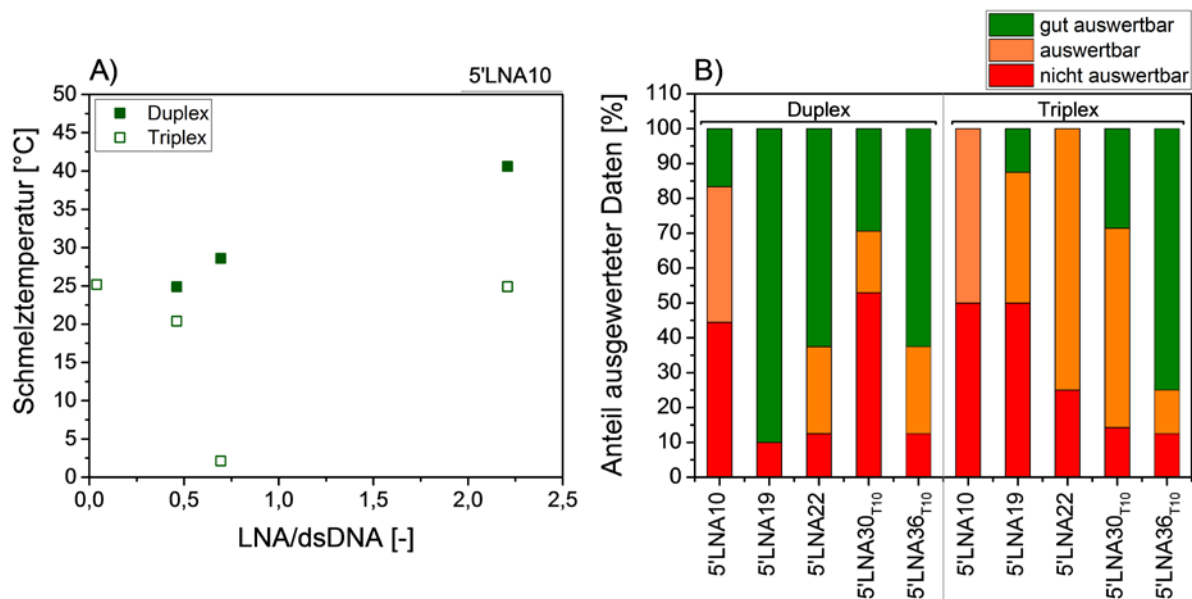 A)
5'LNA10
Duplex
Triplex
Schmelztemperatur [°C]
50
45
40
35
30
25
20
15
10
5
0
0,0 0,5 1,0 1,5 2,0 2,5
LNA/dsDNA [-]
B)
gut auswertbar
auswertbar
nicht auswertbar
Duplex Triplex
Anteil ausgewerteter Daten [%]
110
100
90
80
70
60
50
40
30
20
10
0
5'LNA10
5'LNA19
5'LNA22
5'LNA30T10
5'LNA36T10
5'LNA10
5'LNA19
5'LNA22
5'LNA30T10
5'LNA36T10